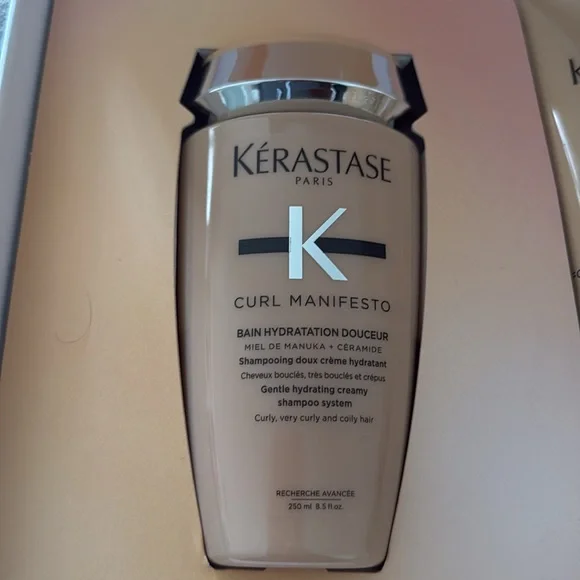 KÉRASTASE
PARIS
K
CURL MANIFESTO
BAIN HYDRATATION DOUCEUR
MIEL DE MANUKA + CÉRAMIDE
Shampooing doux crème hydratant
Cheveux bouclés, très bouclés et crépus
Gentle hydrating creamy
shampoo system
Curly, very curly and coily hair
RECHERCHE AVANCÉE
250 ml 8.5 fl.oz.
K